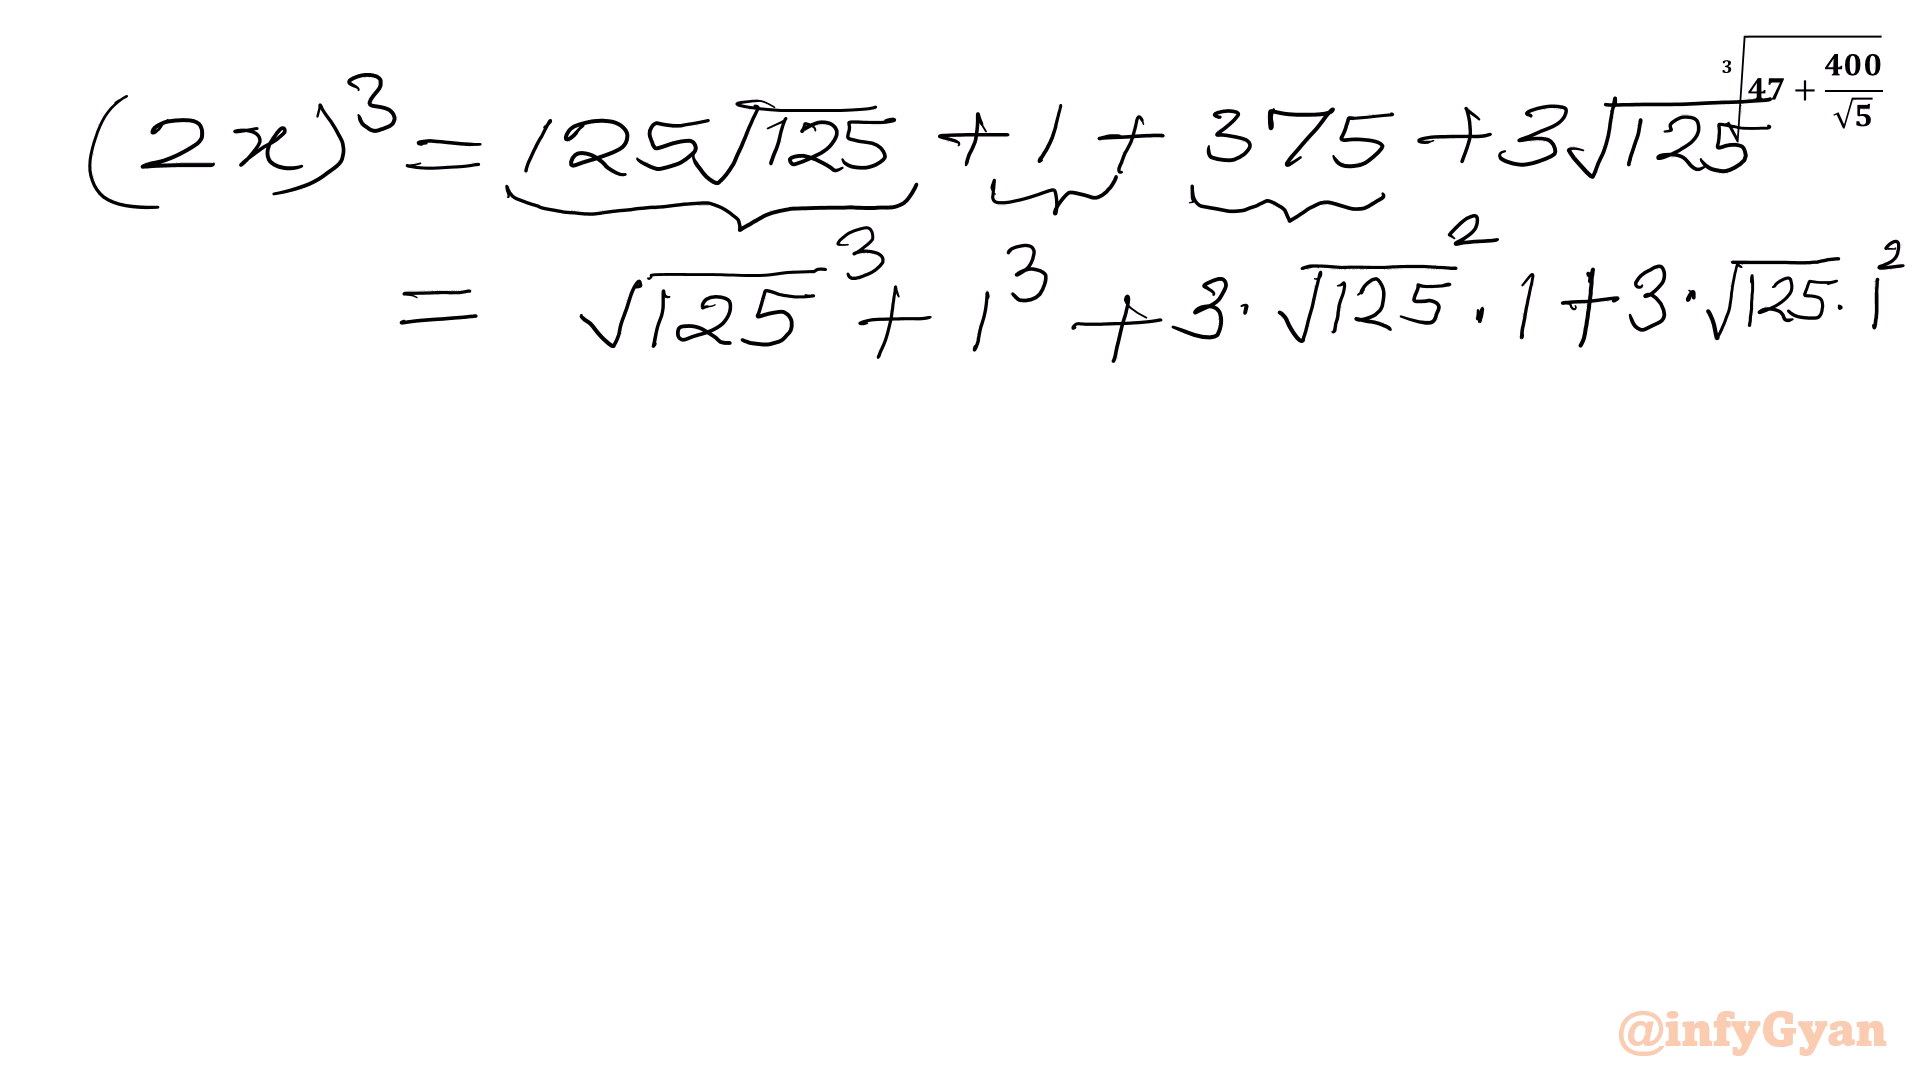 ∛(47 + 400/√5)
(2x)³ = 125√125 + 1 + 375 + 3√125
= √125³ + 1³ + 3·√125²·1 + 3·√125·1²
@infyGyan